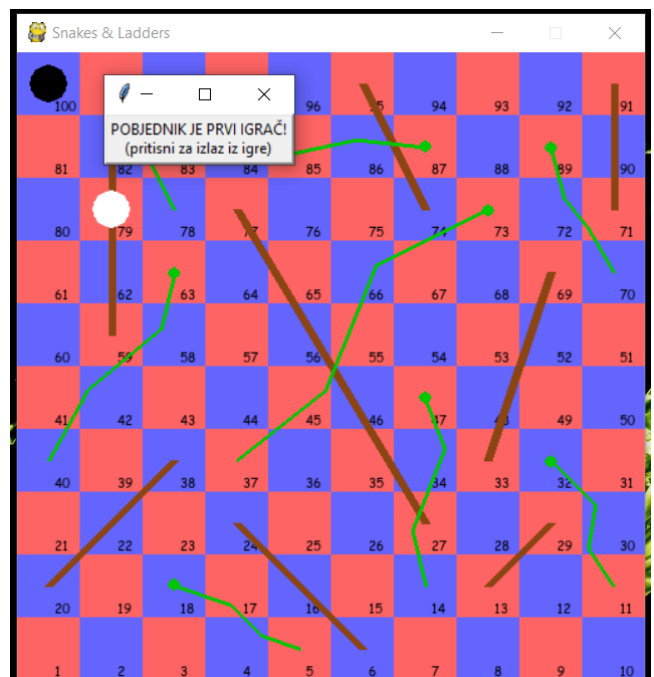 Snakes & Ladders
100 96 95 94 93 92 91
POBJEDNIK JE PRVI IGRAČ!
(pritisni za izlaz iz igre)
81 82 83 84 85 86 87 88 89 90
80 79 78 77 76 75 74 73 72 71
61 62 63 64 65 66 67 68 69 70
60 59 58 57 56 55 54 53 52 51
41 42 43 44 45 46 47 48 49 50
40 39 38 37 36 35 34 33 32 31
21 22 23 24 25 26 27 28 29 30
20 19 18 17 16 15 14 13 12 11
1 2 3 4 5 6 7 8 9 10